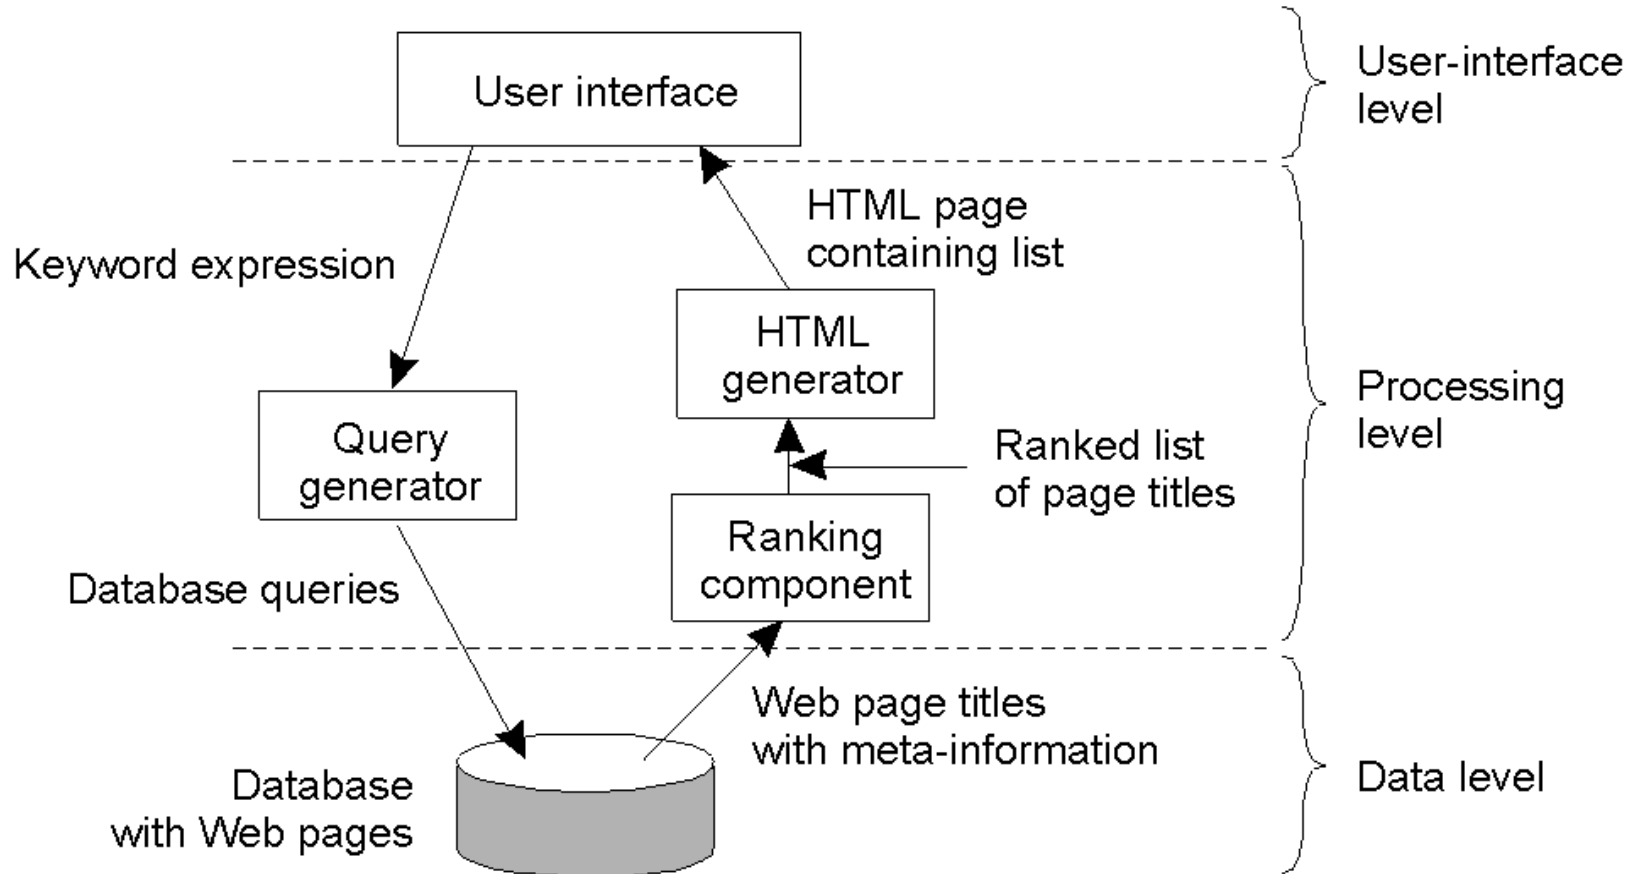 User interface
User-interface
level
HTML page
containing list
Keyword expression
HTML
generator
Processing
level
Query
generator
Ranked list
of page titles
Ranking
component
Database queries
Web page titles
with meta-information
Database
with Web pages
Data level